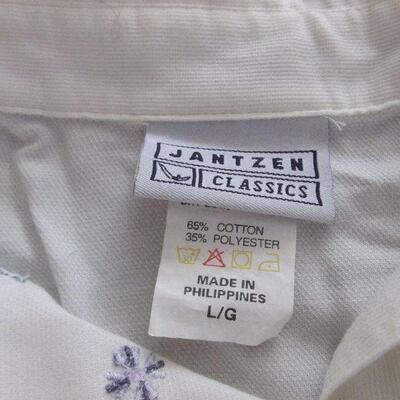 JANTZEN
CLASSICS
65% COTTON
35% POLYESTER
MADE IN
PHILIPPINES
L/G